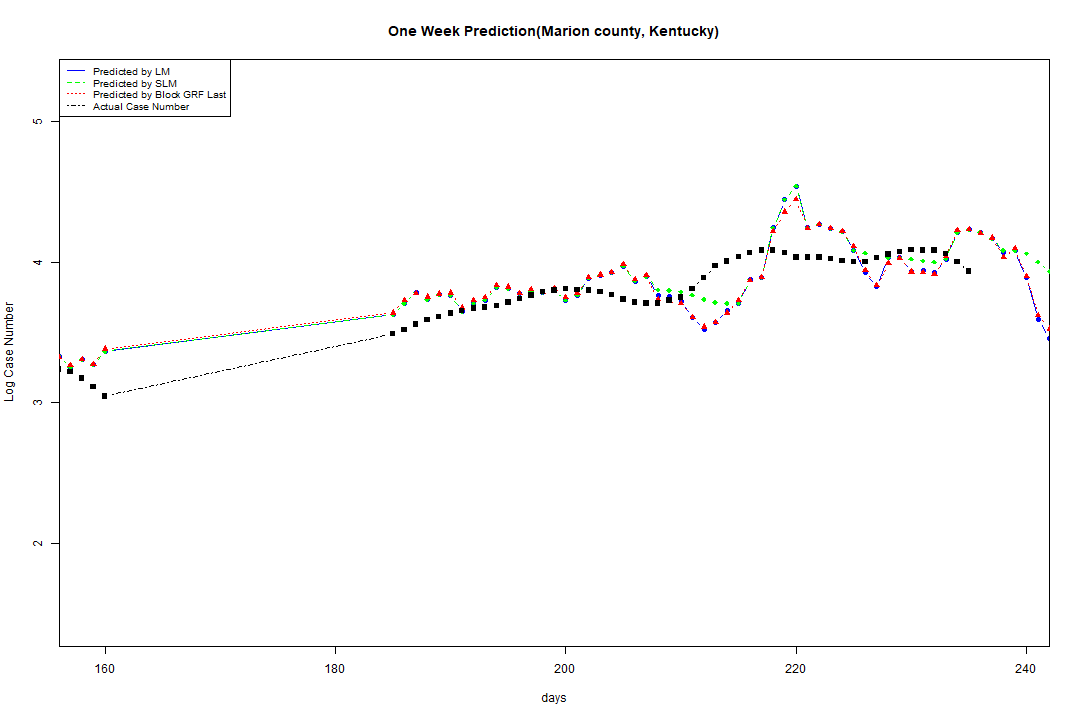 One Week Prediction(Marion county, Kentucky)
Predicted by LM
Predicted by SLM
Predicted by Block GRF Last
Actual Case Number
5
4
3
2
Log Case Number
160 180 200 220 240
days